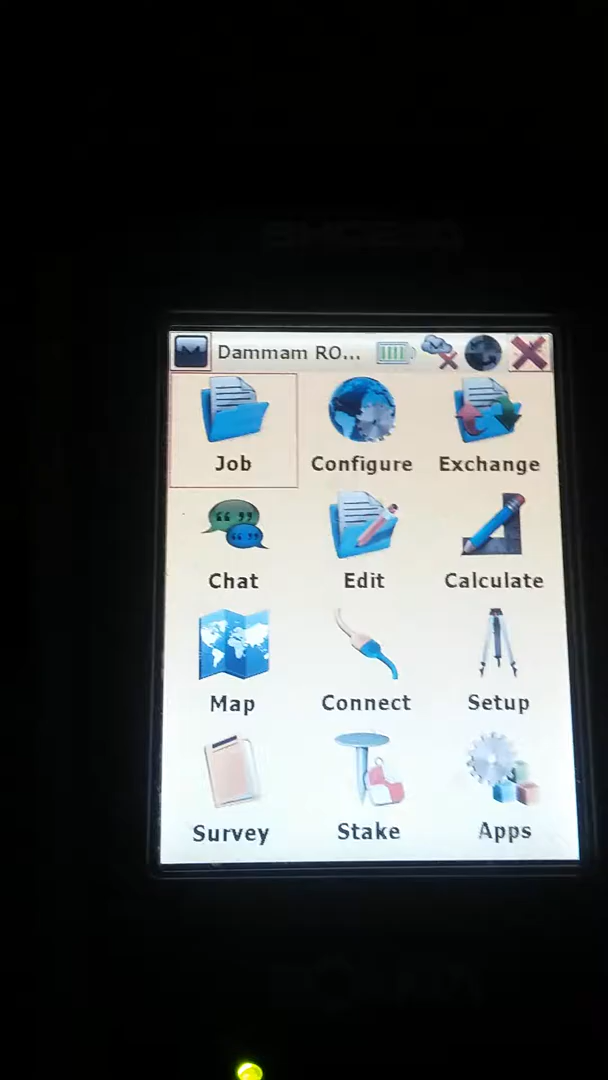 Dammam RO...
Job Configure Exchange
Chat Edit Calculate
Map Connect Setup
Survey Stake Apps